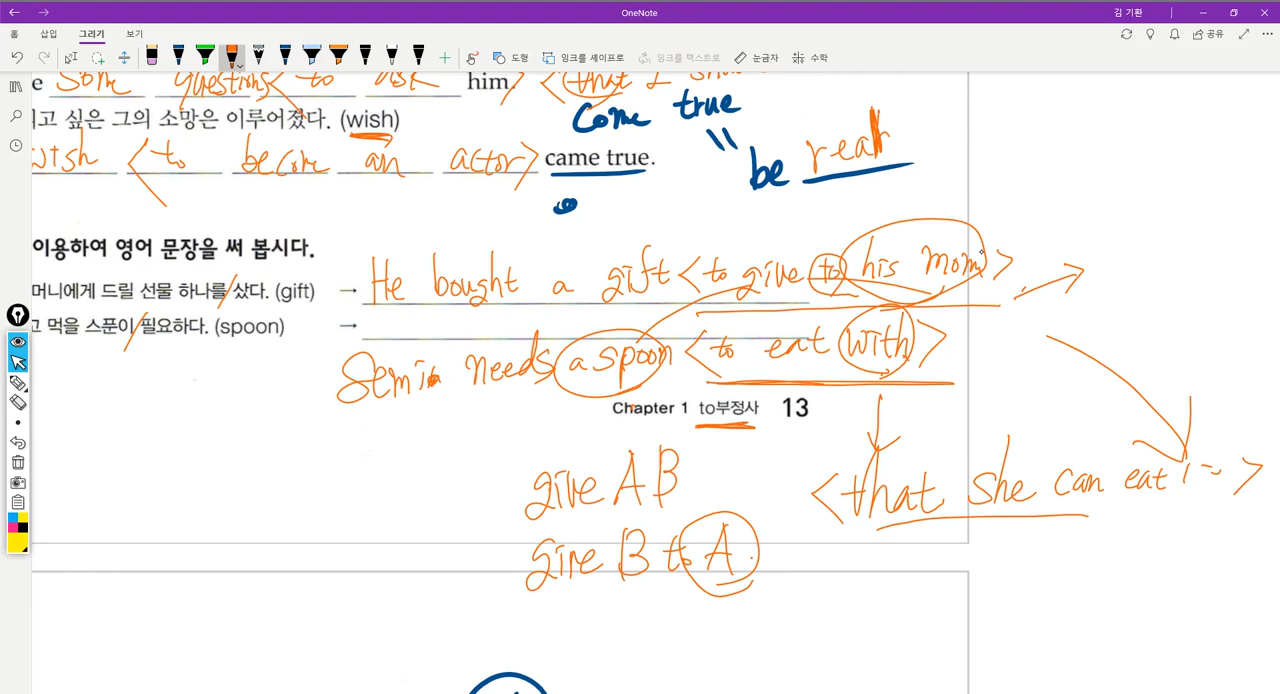 OneNote
김 기환
홈 삽입 그리기 보기
공유
도형 잉크를 셰이프로 잉크를 텍스트로 눈금자 수학
e some questions < to ask him. > < that I
come true
고 싶은 그의 소망은 이루어졌다. (wish)
wish < to become an actor > came true.
be real
이용하여 영어 문장을 써 봅시다.
머니에게 드릴 선물 하나를 / 샀다. (gift) → He bought a gift < to give to his mom >
고 먹을 스푼이 / 필요하다. (spoon) →
Semi needs a spoon < to eat with >
Chapter 1 to부정사 13
give A B
< that she can eat >
give B to A.